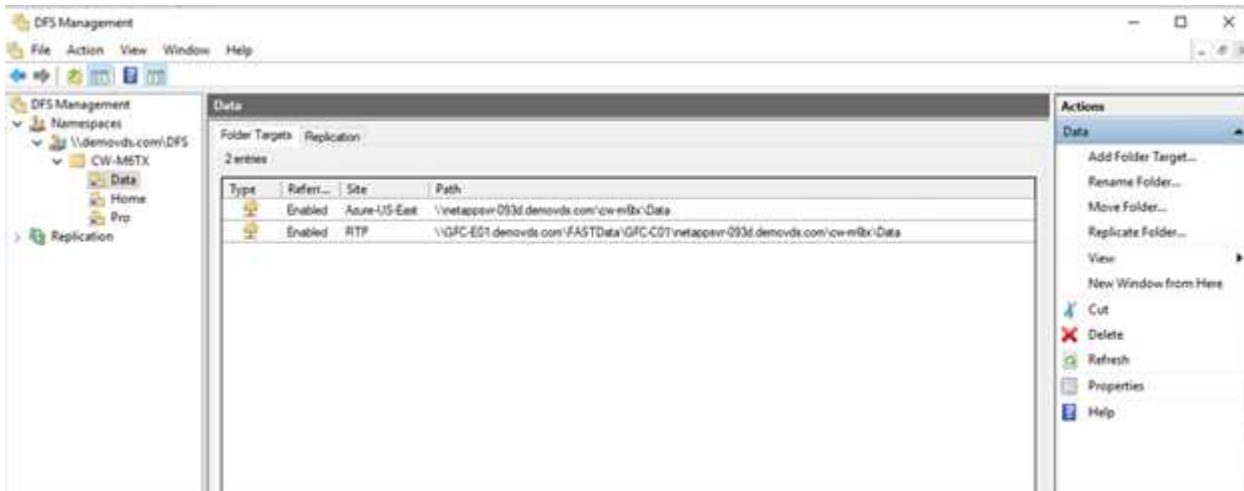 DFS Management
File Action View Window Help
DFS Management
Namespaces
\\demovds.com\DFS
CW-M6TX
Data
Home
Pro
Replication
Data
Folder Targets Replication
2 entries
Type Referr... Site Path
Enabled Azure-US-East \\netappsvr-093d.demovds.com\cw-m6tx\Data
Enabled RTP \\GFC-E01.demovds.com\FASTData\GFC-C01\netappsvr-093d.demovds.com\cw-m6tx\Data
Actions
Data
Add Folder Target...
Rename Folder...
Move Folder...
Replicate Folder...
View
New Window from Here
Cut
Delete
Refresh
Properties
Help